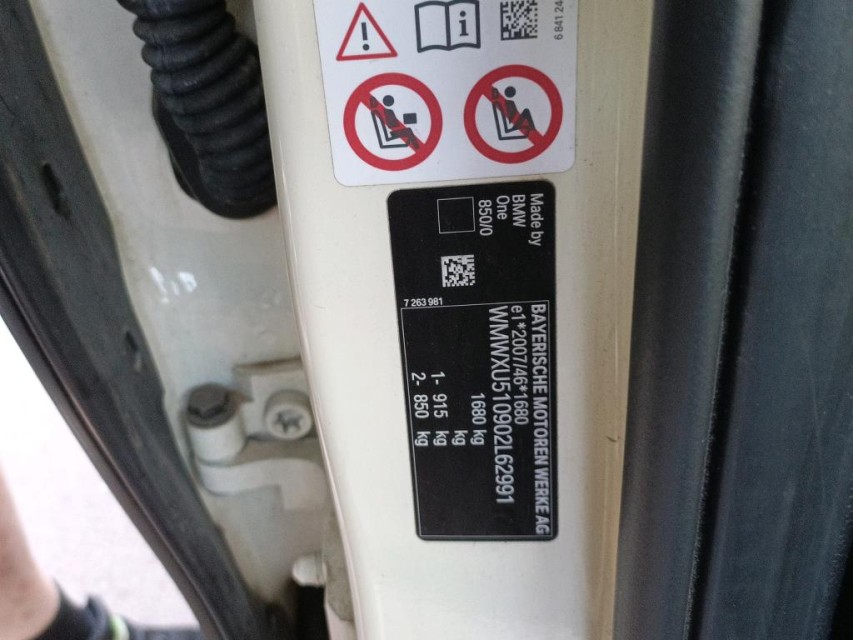 6 841 24
Made by
BMW
One
850/0
7 263 981
BAYERISCHE MOTOREN WERKE AG
e1*2007/46*1680
WMWXU510902L62991
1680 kg
1- 915 kg
2- 850 kg